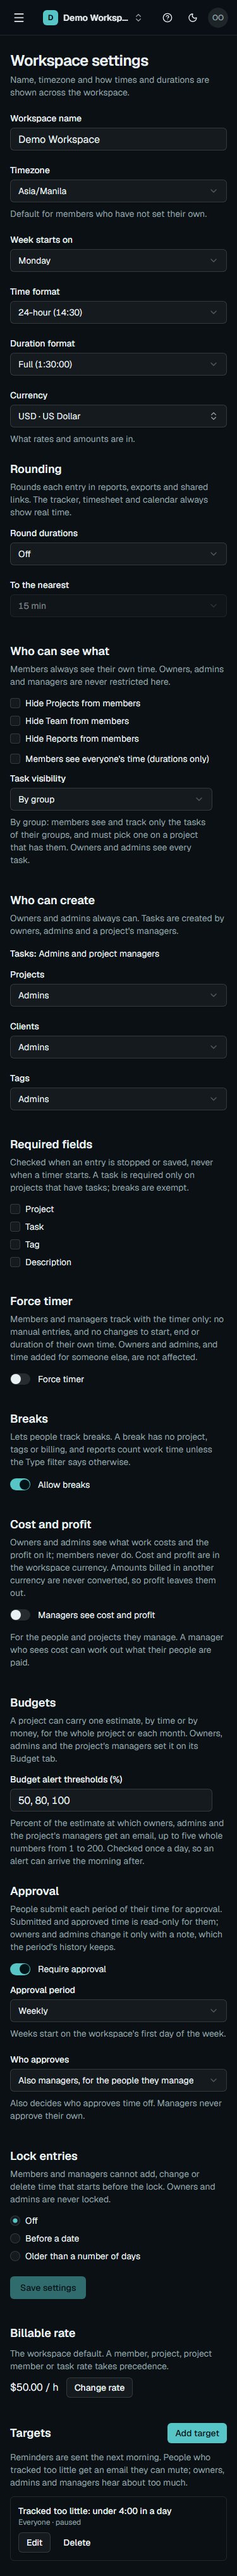 D Demo Worksp... OO
Workspace settings
Name, timezone and how times and durations are
shown across the workspace.
Workspace name
Demo Workspace
Timezone
Asia/Manila
Default for members who have not set their own.
Week starts on
Monday
Time format
24-hour (14:30)
Duration format
Full (1:30:00)
Currency
USD · US Dollar
What rates and amounts are in.
Rounding
Rounds each entry in reports, exports and shared
links. The tracker, timesheet and calendar always
show real time.
Round durations
Off
To the nearest
15 min
Who can see what
Members always see their own time. Owners, admins
and managers are never restricted here.
Hide Projects from members
Hide Team from members
Hide Reports from members
Members see everyone's time (durations only)
Task visibility
By group
By group: members see and track only the tasks
of their groups, and must pick one on a project
that has them. Owners and admins see every
task.
Who can create
Owners and admins always can. Tasks are created by
owners, admins and a project's managers.
Tasks: Admins and project managers
Projects
Admins
Clients
Admins
Tags
Admins
Required fields
Checked when an entry is stopped or saved, never
when a timer starts. A task is required only on
projects that have tasks; breaks are exempt.
Project
Task
Tag
Description
Force timer
Members and managers track with the timer only: no
manual entries, and no changes to start, end or
duration of their own time. Owners and admins, and
time added for someone else, are not affected.
Force timer
Breaks
Lets people track breaks. A break has no project,
tags or billing, and reports count work time unless
the Type filter says otherwise.
Allow breaks
Cost and profit
Owners and admins see what work costs and the
profit on it; members never do. Cost and profit are in
the workspace currency. Amounts billed in another
currency are never converted, so profit leaves them
out.
Managers see cost and profit
For the people and projects they manage. A manager
who sees cost can work out what their people are
paid.
Budgets
A project can carry one estimate, by time or by
money, for the whole project or each month. Owners,
admins and the project's managers set it on its
Budget tab.
Budget alert thresholds (%)
50, 80, 100
Percent of the estimate at which owners, admins and
the project's managers get an email, up to five whole
numbers from 1 to 200. Checked once a day, so an
alert can arrive the morning after.
Approval
People submit each period of their time for approval.
Submitted and approved time is read-only for them;
owners and admins change it only with a note, which
the period's history keeps.
Require approval
Approval period
Weekly
Weeks start on the workspace's first day of the week.
Who approves
Also managers, for the people they manage
Also decides who approves time off. Managers never
approve their own.
Lock entries
Members and managers cannot add, change or
delete time that starts before the lock. Owners and
admins are never locked.
Off
Before a date
Older than a number of days
Save settings
Billable rate
The workspace default. A member, project, project
member or task rate takes precedence.
$50.00 / h Change rate
Targets Add target
Reminders are sent the next morning. People who
tracked too little get an email they can mute; owners,
admins and managers hear about too much.
Tracked too little: under 4:00 in a day
Everyone · paused
Edit Delete